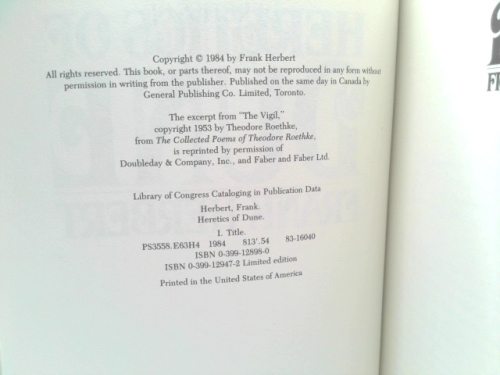 Copyright © 1984 by Frank Herbert
All rights reserved. This book, or parts thereof, may not be reproduced in any form without
permission in writing from the publisher. Published on the same day in Canada by
General Publishing Co. Limited, Toronto.
The excerpt from "The Vigil,"
copyright 1953 by Theodore Roethke,
from The Collected Poems of Theodore Roethke,
is reprinted by permission of
Doubleday & Company, Inc., and Faber and Faber Ltd.
Library of Congress Cataloging in Publication Data
Herbert, Frank.
Heretics of Dune.
I. Title.
PS3558.E63H4 1984 813'.54 83-16040
ISBN 0-399-12898-0
ISBN 0-399-12947-2 Limited edition
Printed in the United States of America